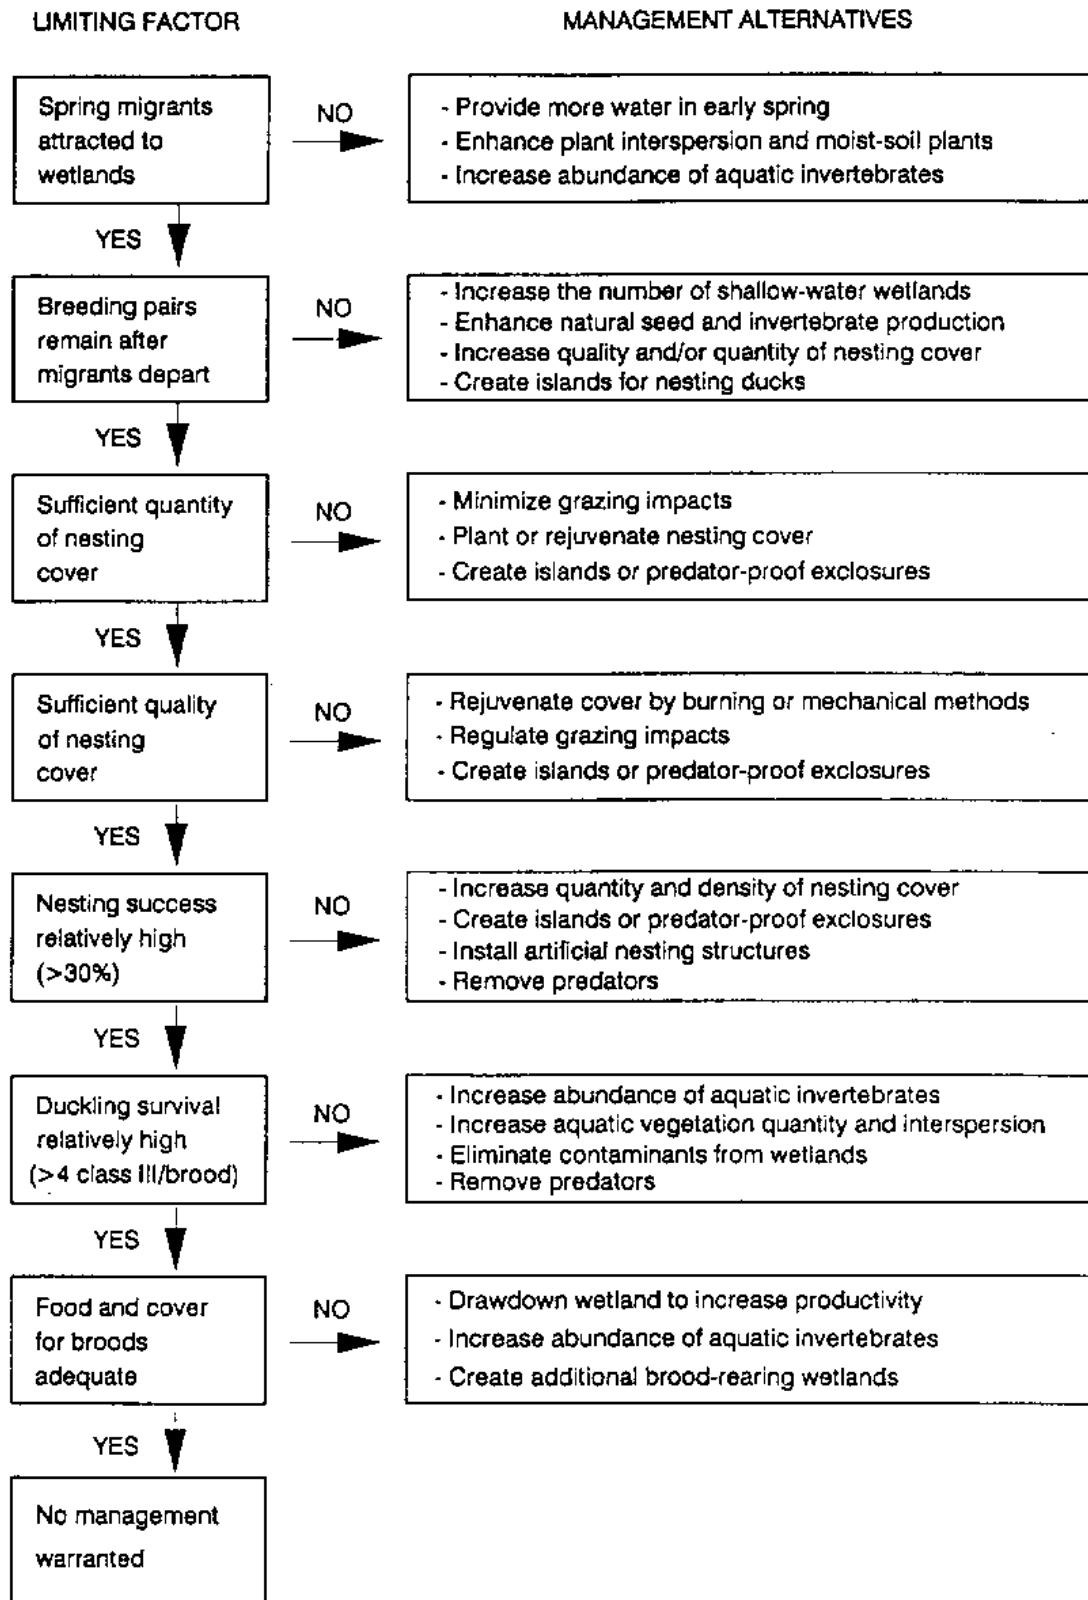 LIMITING FACTOR
MANAGEMENT ALTERNATIVES
Spring migrants
attracted to
wetlands
NO
- Provide more water in early spring
- Enhance plant interspersion and moist-soil plants
- Increase abundance of aquatic invertebrates
YES
Breeding pairs
remain after
migrants depart
NO
- Increase the number of shallow-water wetlands
- Enhance natural seed and invertebrate production
- Increase quality and/or quantity of nesting cover
- Create islands for nesting ducks
YES
Sufficient quantity
of nesting
cover
NO
- Minimize grazing impacts
- Plant or rejuvenate nesting cover
- Create islands or predator-proof exclosures
YES
Sufficient quality
of nesting
cover
NO
- Rejuvenate cover by burning or mechanical methods
- Regulate grazing impacts
- Create islands or predator-proof exclosures
YES
Nesting success
relatively high
(>30%)
NO
- Increase quantity and density of nesting cover
- Create islands or predator-proof exclosures
- Install artificial nesting structures
- Remove predators
YES
Duckling survival
relatively high
(>4 class III/brood)
NO
- Increase abundance of aquatic invertebrates
- Increase aquatic vegetation quantity and interspersion
- Eliminate contaminants from wetlands
- Remove predators
YES
Food and cover
for broods
adequate
NO
- Drawdown wetland to increase productivity
- Increase abundance of aquatic invertebrates
- Create additional brood-rearing wetlands
YES
No management
warranted